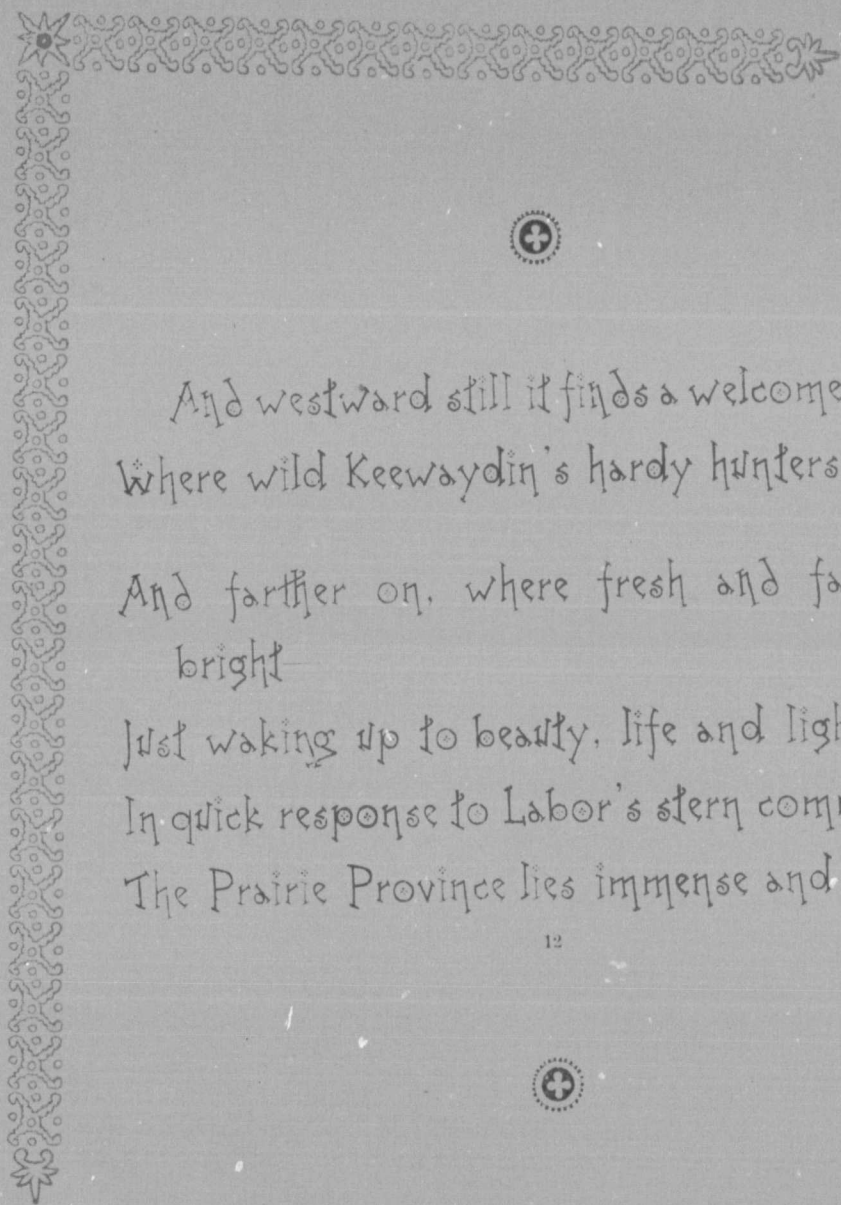 And westward still it finds a welcome
Where wild Keewaydin's hardy hunters
And farther on, where fresh and
bright
Just waking up to beauty, life and
In quick response to Labor's stern
The Prairie Province lies immense and
12